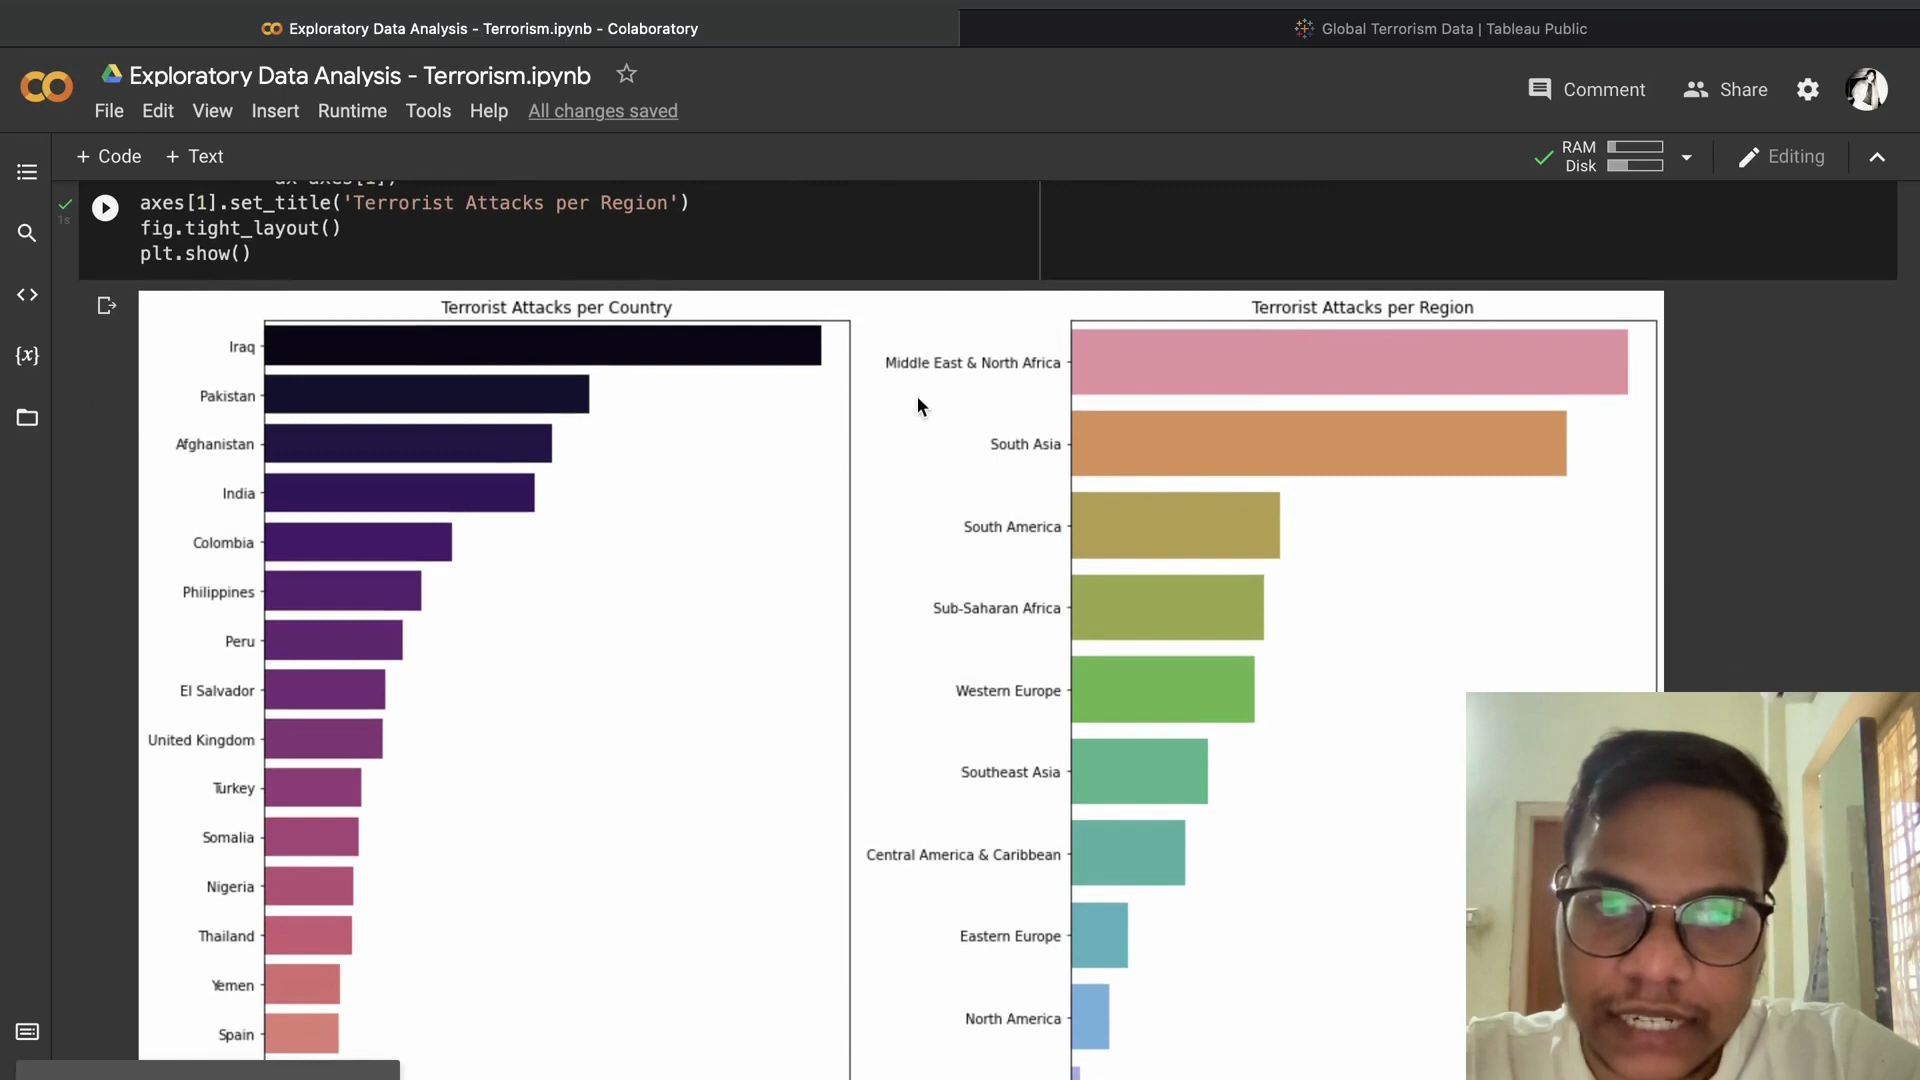 Exploratory Data Analysis - Terrorism.ipynb - Colaboratory
Global Terrorism Data | Tableau Public
Exploratory Data Analysis - Terrorism.ipynb
Comment
Share
File Edit View Insert Runtime Tools Help All changes saved
+ Code + Text
RAM
Disk
Editing
1s
axes[1].set_title('Terrorist Attacks per Region')
fig.tight_layout()
plt.show()
{x}
Terrorist Attacks per Country
Iraq
Pakistan
Afghanistan
India
Colombia
Philippines
Peru
El Salvador
United Kingdom
Turkey
Somalia
Nigeria
Thailand
Yemen
Spain
Terrorist Attacks per Region
Middle East & North Africa
South Asia
South America
Sub-Saharan Africa
Western Europe
Southeast Asia
Central America & Caribbean
Eastern Europe
North America